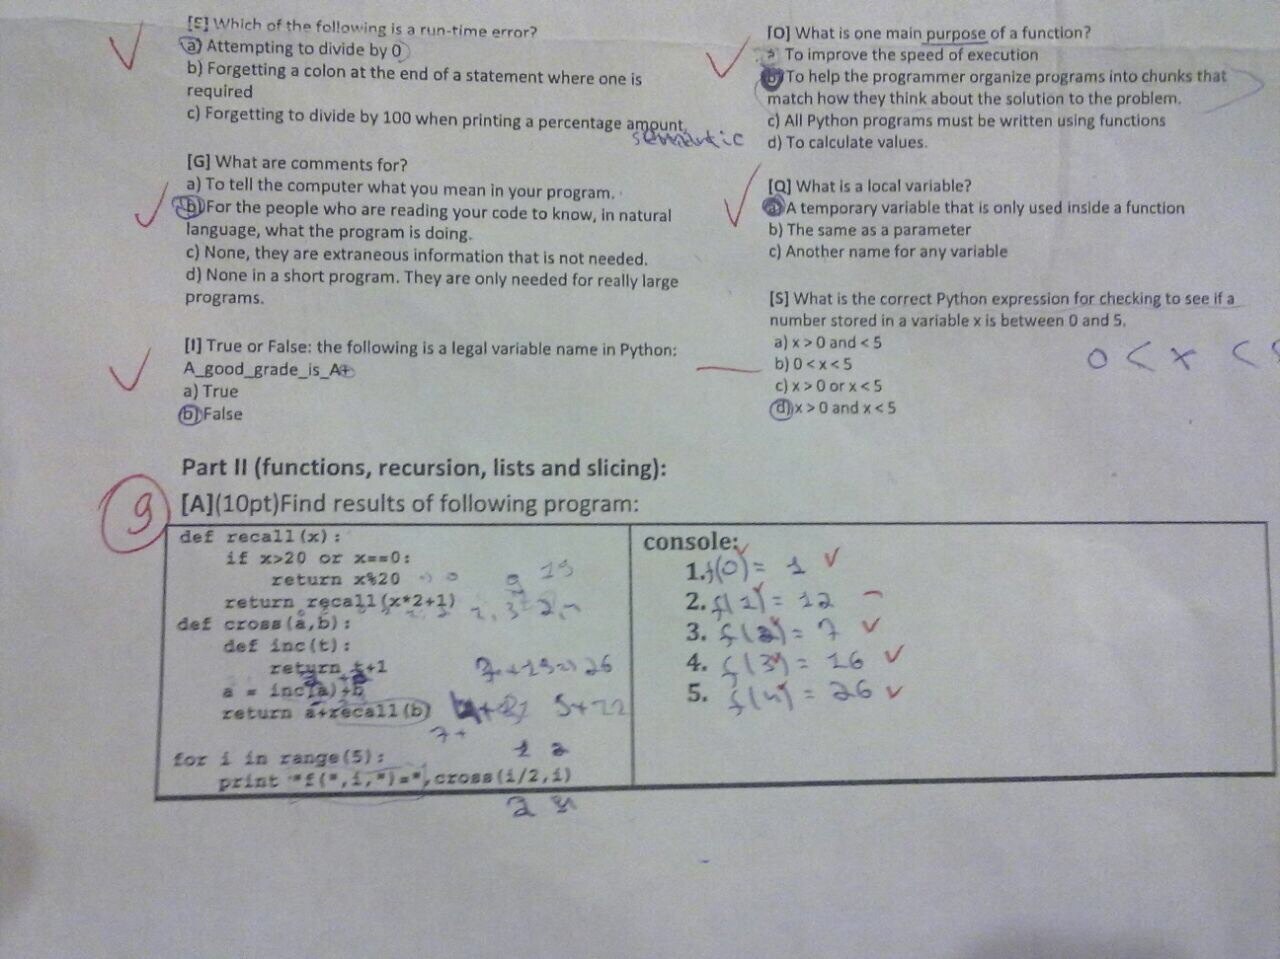 [E] Which of the following is a run-time error?
a) Attempting to divide by 0
b) Forgetting a colon at the end of a statement where one is
required
c) Forgetting to divide by 100 when printing a percentage amount.
semantic
[G] What are comments for?
a) To tell the computer what you mean in your program.
b) For the people who are reading your code to know, in natural
language, what the program is doing.
c) None, they are extraneous information that is not needed.
d) None in a short program. They are only needed for really large
programs.
[I] True or False: the following is a legal variable name in Python:
A_good_grade_is_A+
a) True
b) False
[O] What is one main purpose of a function?
a To improve the speed of execution
b) To help the programmer organize programs into chunks that
match how they think about the solution to the problem.
c) All Python programs must be written using functions
d) To calculate values.
[Q] What is a local variable?
a) A temporary variable that is only used inside a function
b) The same as a parameter
c) Another name for any variable
[S] What is the correct Python expression for checking to see if a
number stored in a variable x is between 0 and 5.
a) x > 0 and < 5
b) 0 < x < 5
c) x > 0 or x < 5
d) x > 0 and x < 5
0 < x < 5
Part II (functions, recursion, lists and slicing):
9
[A](10pt)Find results of following program:
def recall(x):
if x>20 or x==0:
return x%20
return recall(x*2+1)
def cross(a,b):
def inc(t):
return t+1
a = inc(a)+b
return a+recall(b)
for i in range(5):
print "f(",i,")=",cross(i/2,i)
7+19=26
5+22
7+
1 2
2 4
console:
1. f(0) = 1
2. f(1) = 12
3. f(2) = 7
4. f(3) = 16
5. f(4) = 26